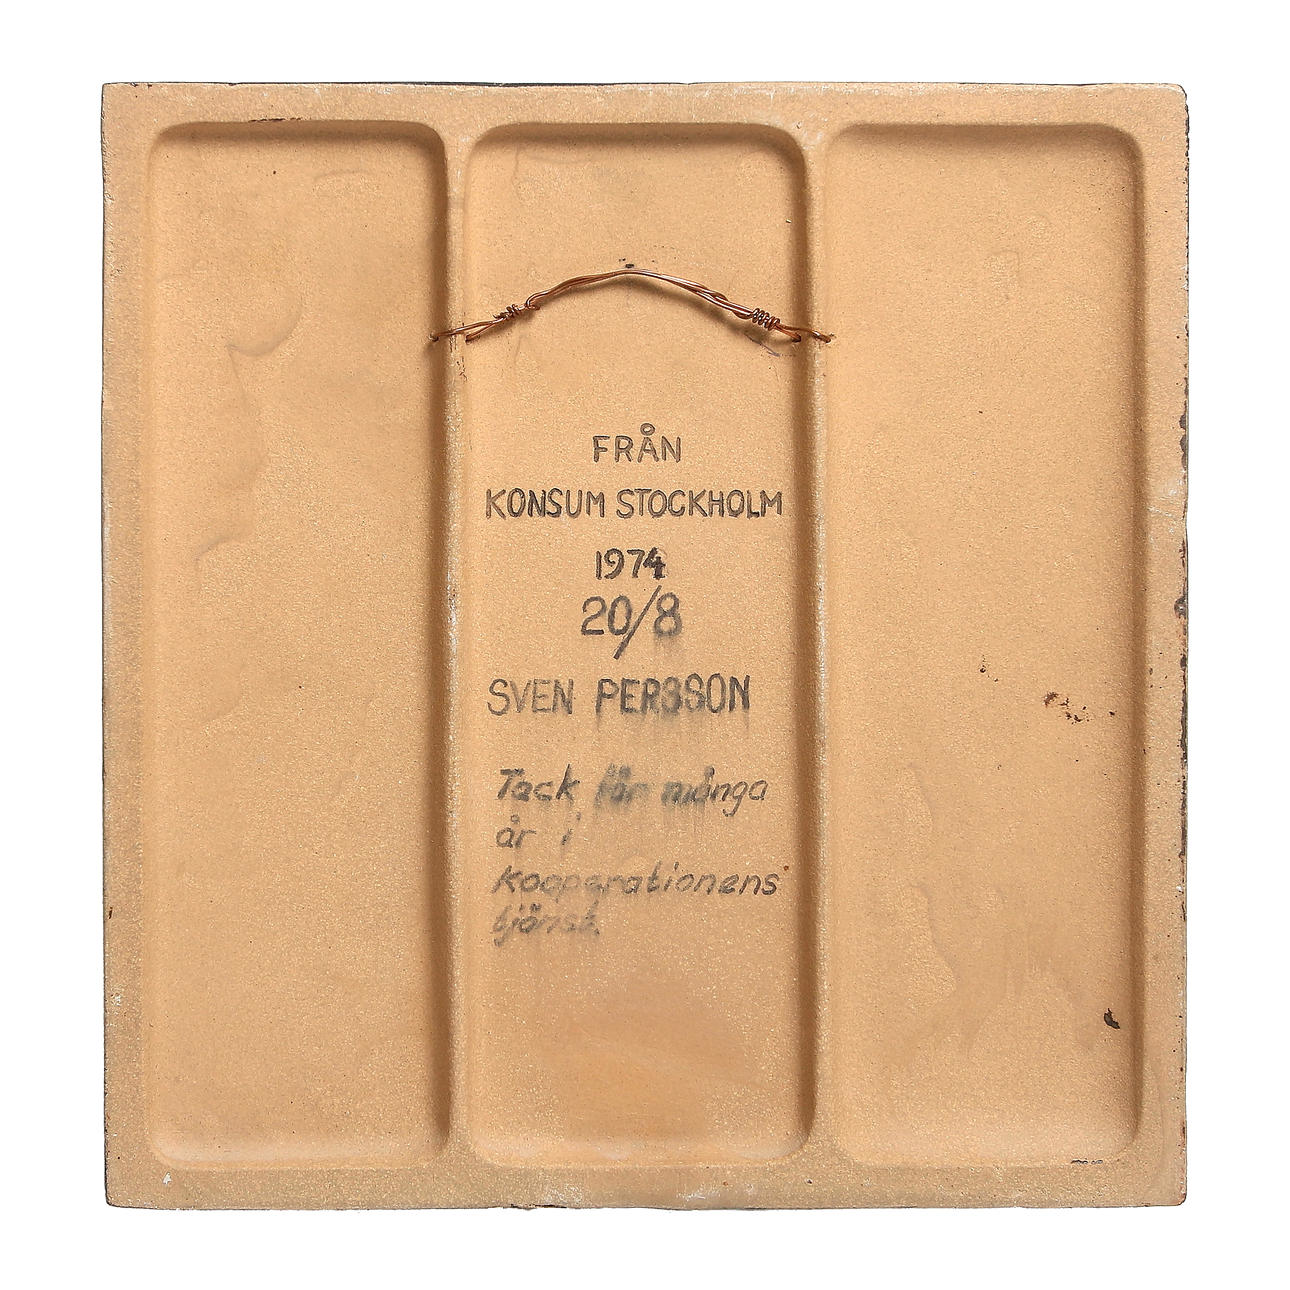 FRÅN
KONSUM STOCKHOLM
1974
20/8
SVEN PERSSON
Tack för många
år i
kooperationens
tjänst.